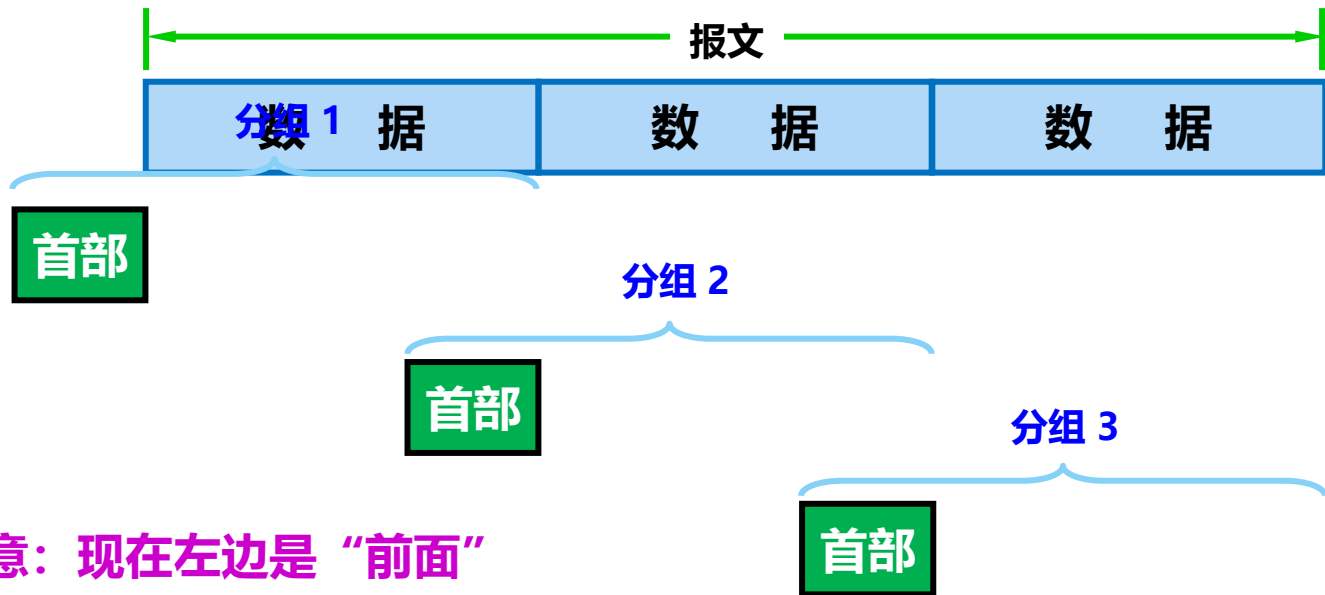 报文
分组 1
数 据 数 据 数 据
首部
分组 2
首部
分组 3
首部
意：现在左边是“前面”